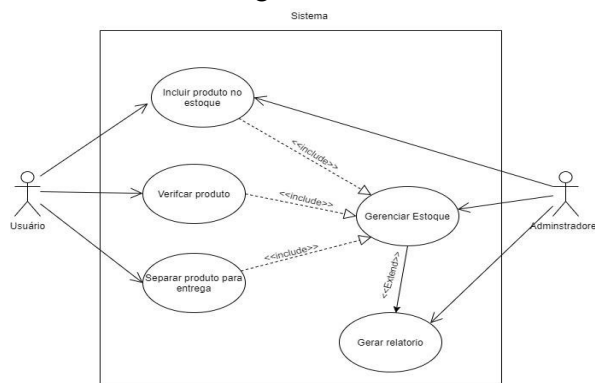 Sistema
Incluir produto no
estoque
<<include>>
Verifcar produto
<<include>>
Gerenciar Estoque
Usuário
Adminstradore
<<include>>
Separar produto para
entrega
<<Extend>>
Gerar relatorio